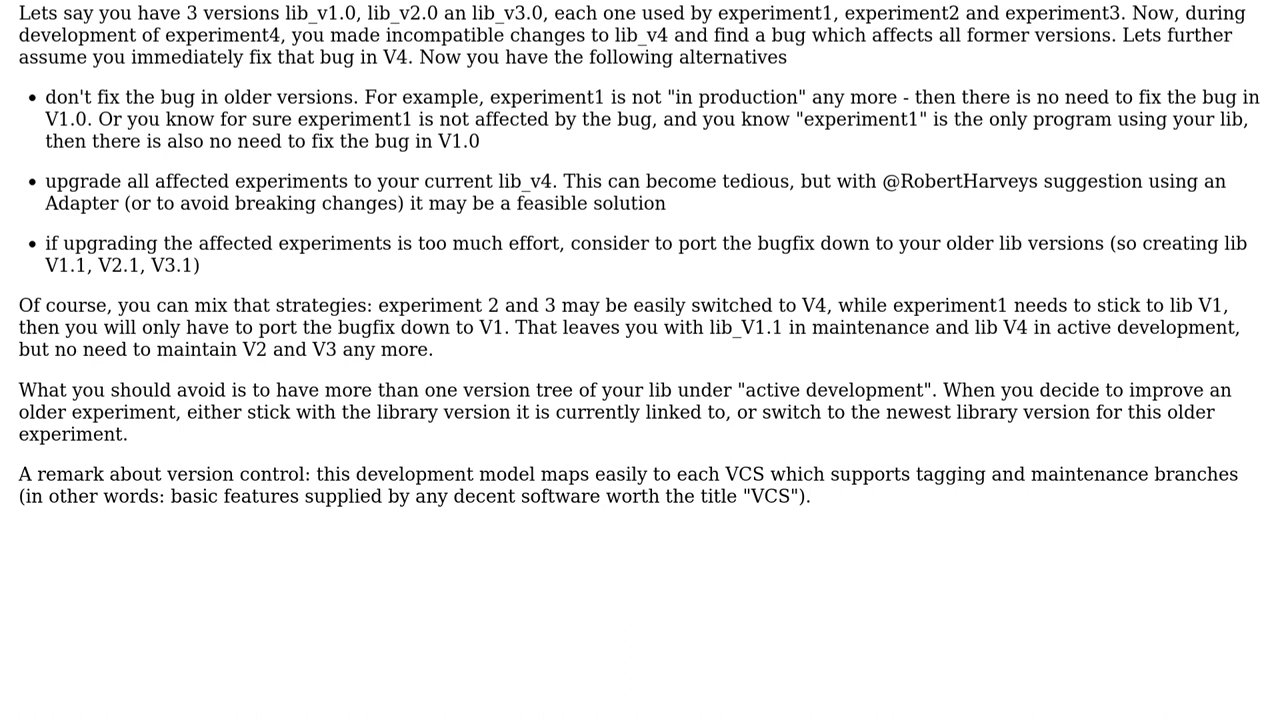 Lets say you have 3 versions lib_v1.0, lib_v2.0 an lib_v3.0, each one used by experiment1, experiment2 and experiment3. Now, during
development of experiment4, you made incompatible changes to lib_v4 and find a bug which affects all former versions. Lets further
assume you immediately fix that bug in V4. Now you have the following alternatives
• don't fix the bug in older versions. For example, experiment1 is not "in production" any more - then there is no need to fix the bug in
V1.0. Or you know for sure experiment1 is not affected by the bug, and you know "experiment1" is the only program using your lib,
then there is also no need to fix the bug in V1.0
• upgrade all affected experiments to your current lib_v4. This can become tedious, but with @RobertHarveys suggestion using an
Adapter (or to avoid breaking changes) it may be a feasible solution
• if upgrading the affected experiments is too much effort, consider to port the bugfix down to your older lib versions (so creating lib
V1.1, V2.1, V3.1)
Of course, you can mix that strategies: experiment 2 and 3 may be easily switched to V4, while experiment1 needs to stick to lib V1,
then you will only have to port the bugfix down to V1. That leaves you with lib_V1.1 in maintenance and lib V4 in active development,
but no need to maintain V2 and V3 any more.
What you should avoid is to have more than one version tree of your lib under "active development". When you decide to improve an
older experiment, either stick with the library version it is currently linked to, or switch to the newest library version for this older
experiment.
A remark about version control: this development model maps easily to each VCS which supports tagging and maintenance branches
(in other words: basic features supplied by any decent software worth the title "VCS").